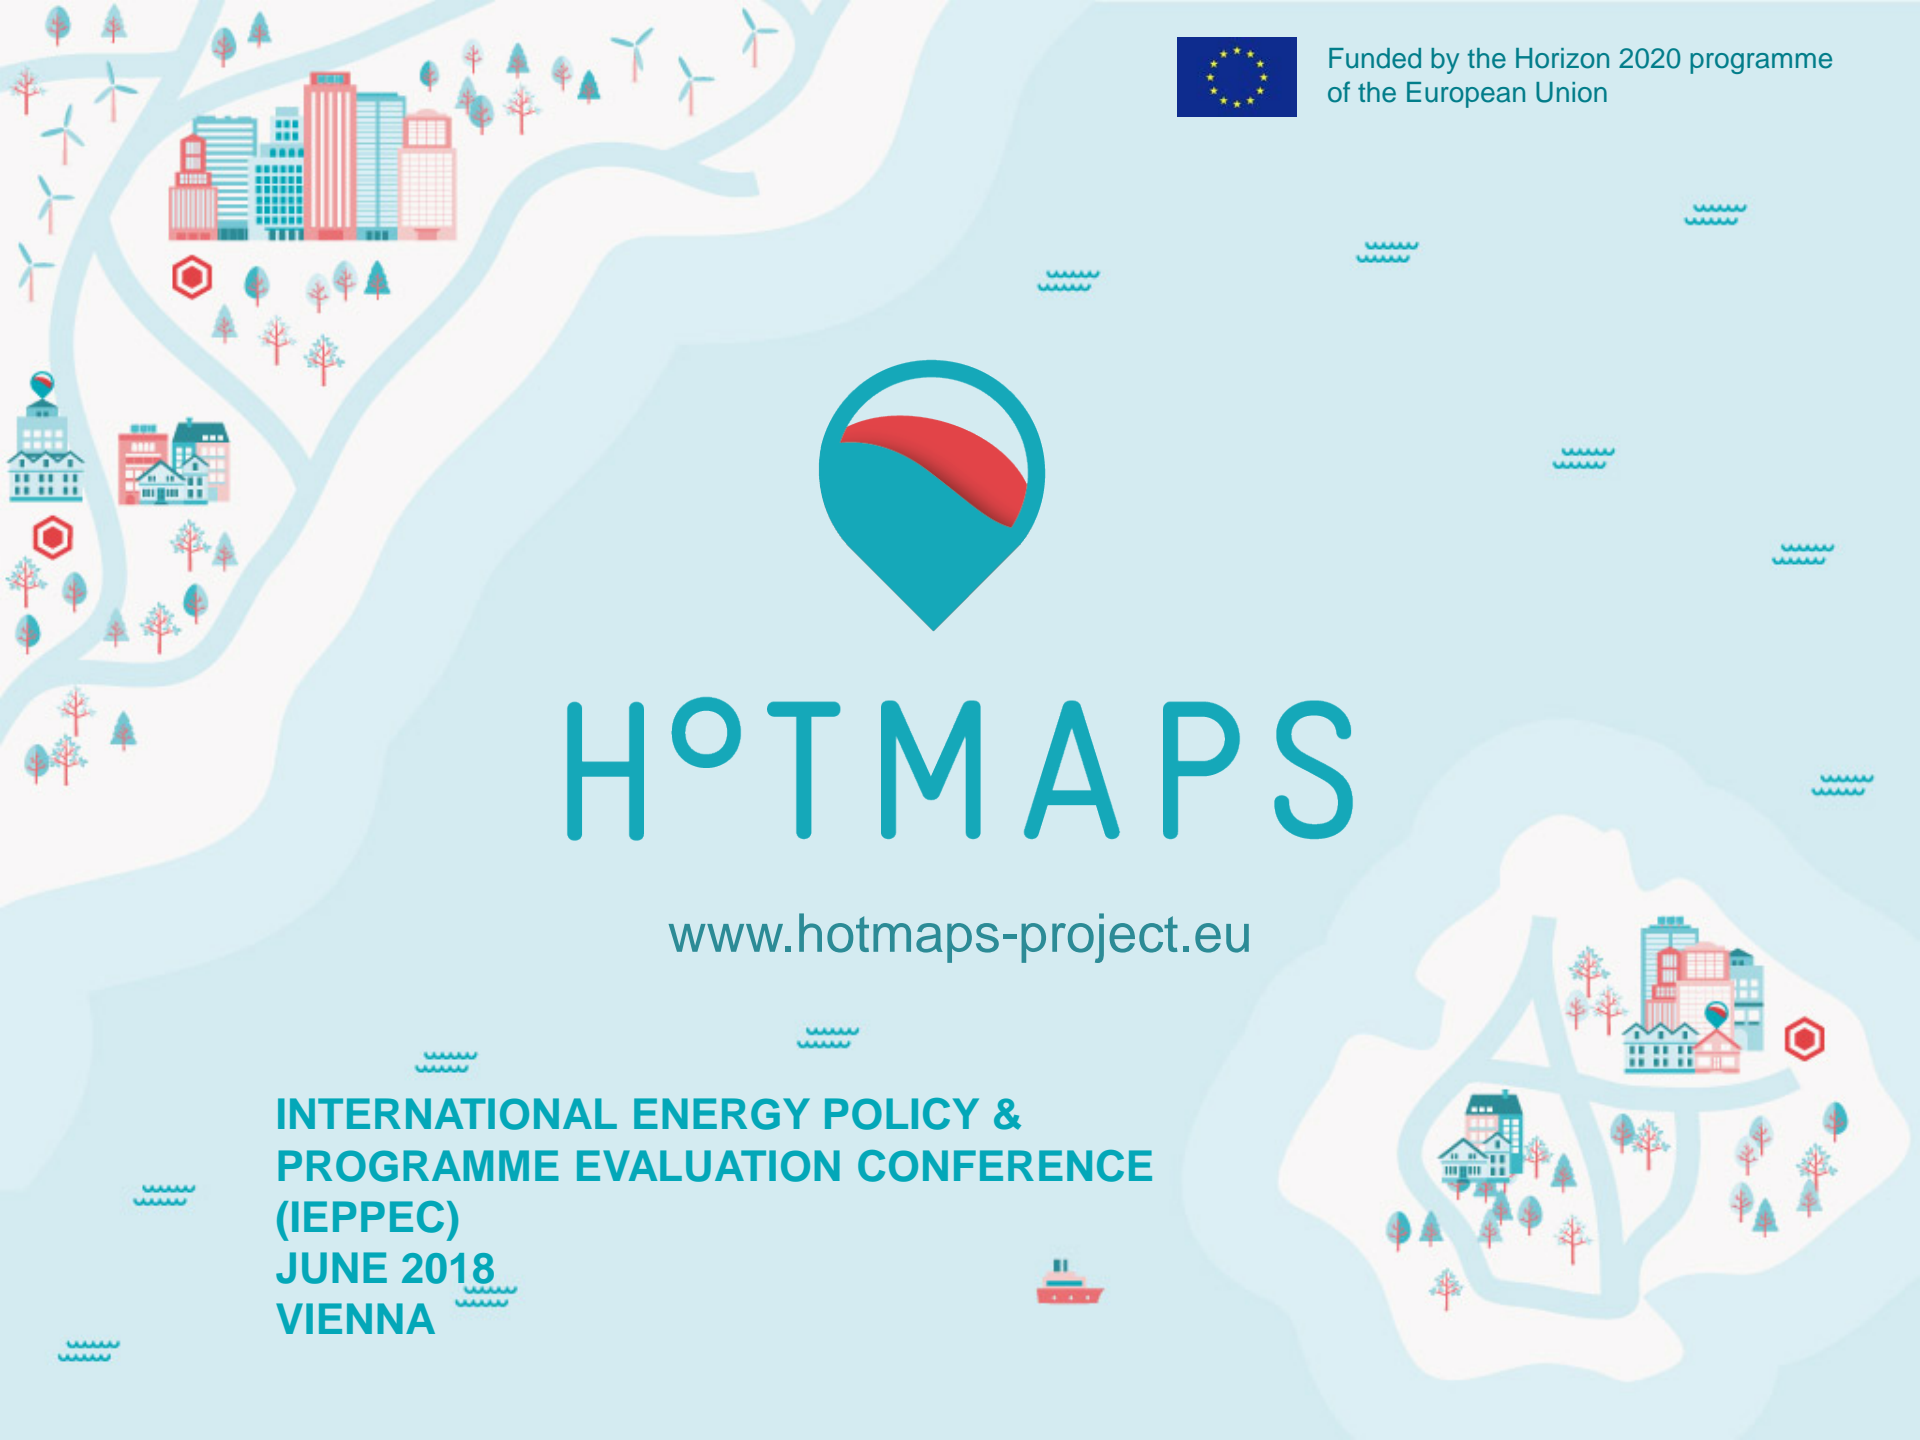 Funded by the Horizon 2020 programme
of the European Union
H°TMAPS
www.hotmaps-project.eu
INTERNATIONAL ENERGY POLICY &
PROGRAMME EVALUATION CONFERENCE
(IEPPEC)
JUNE 2018
VIENNA